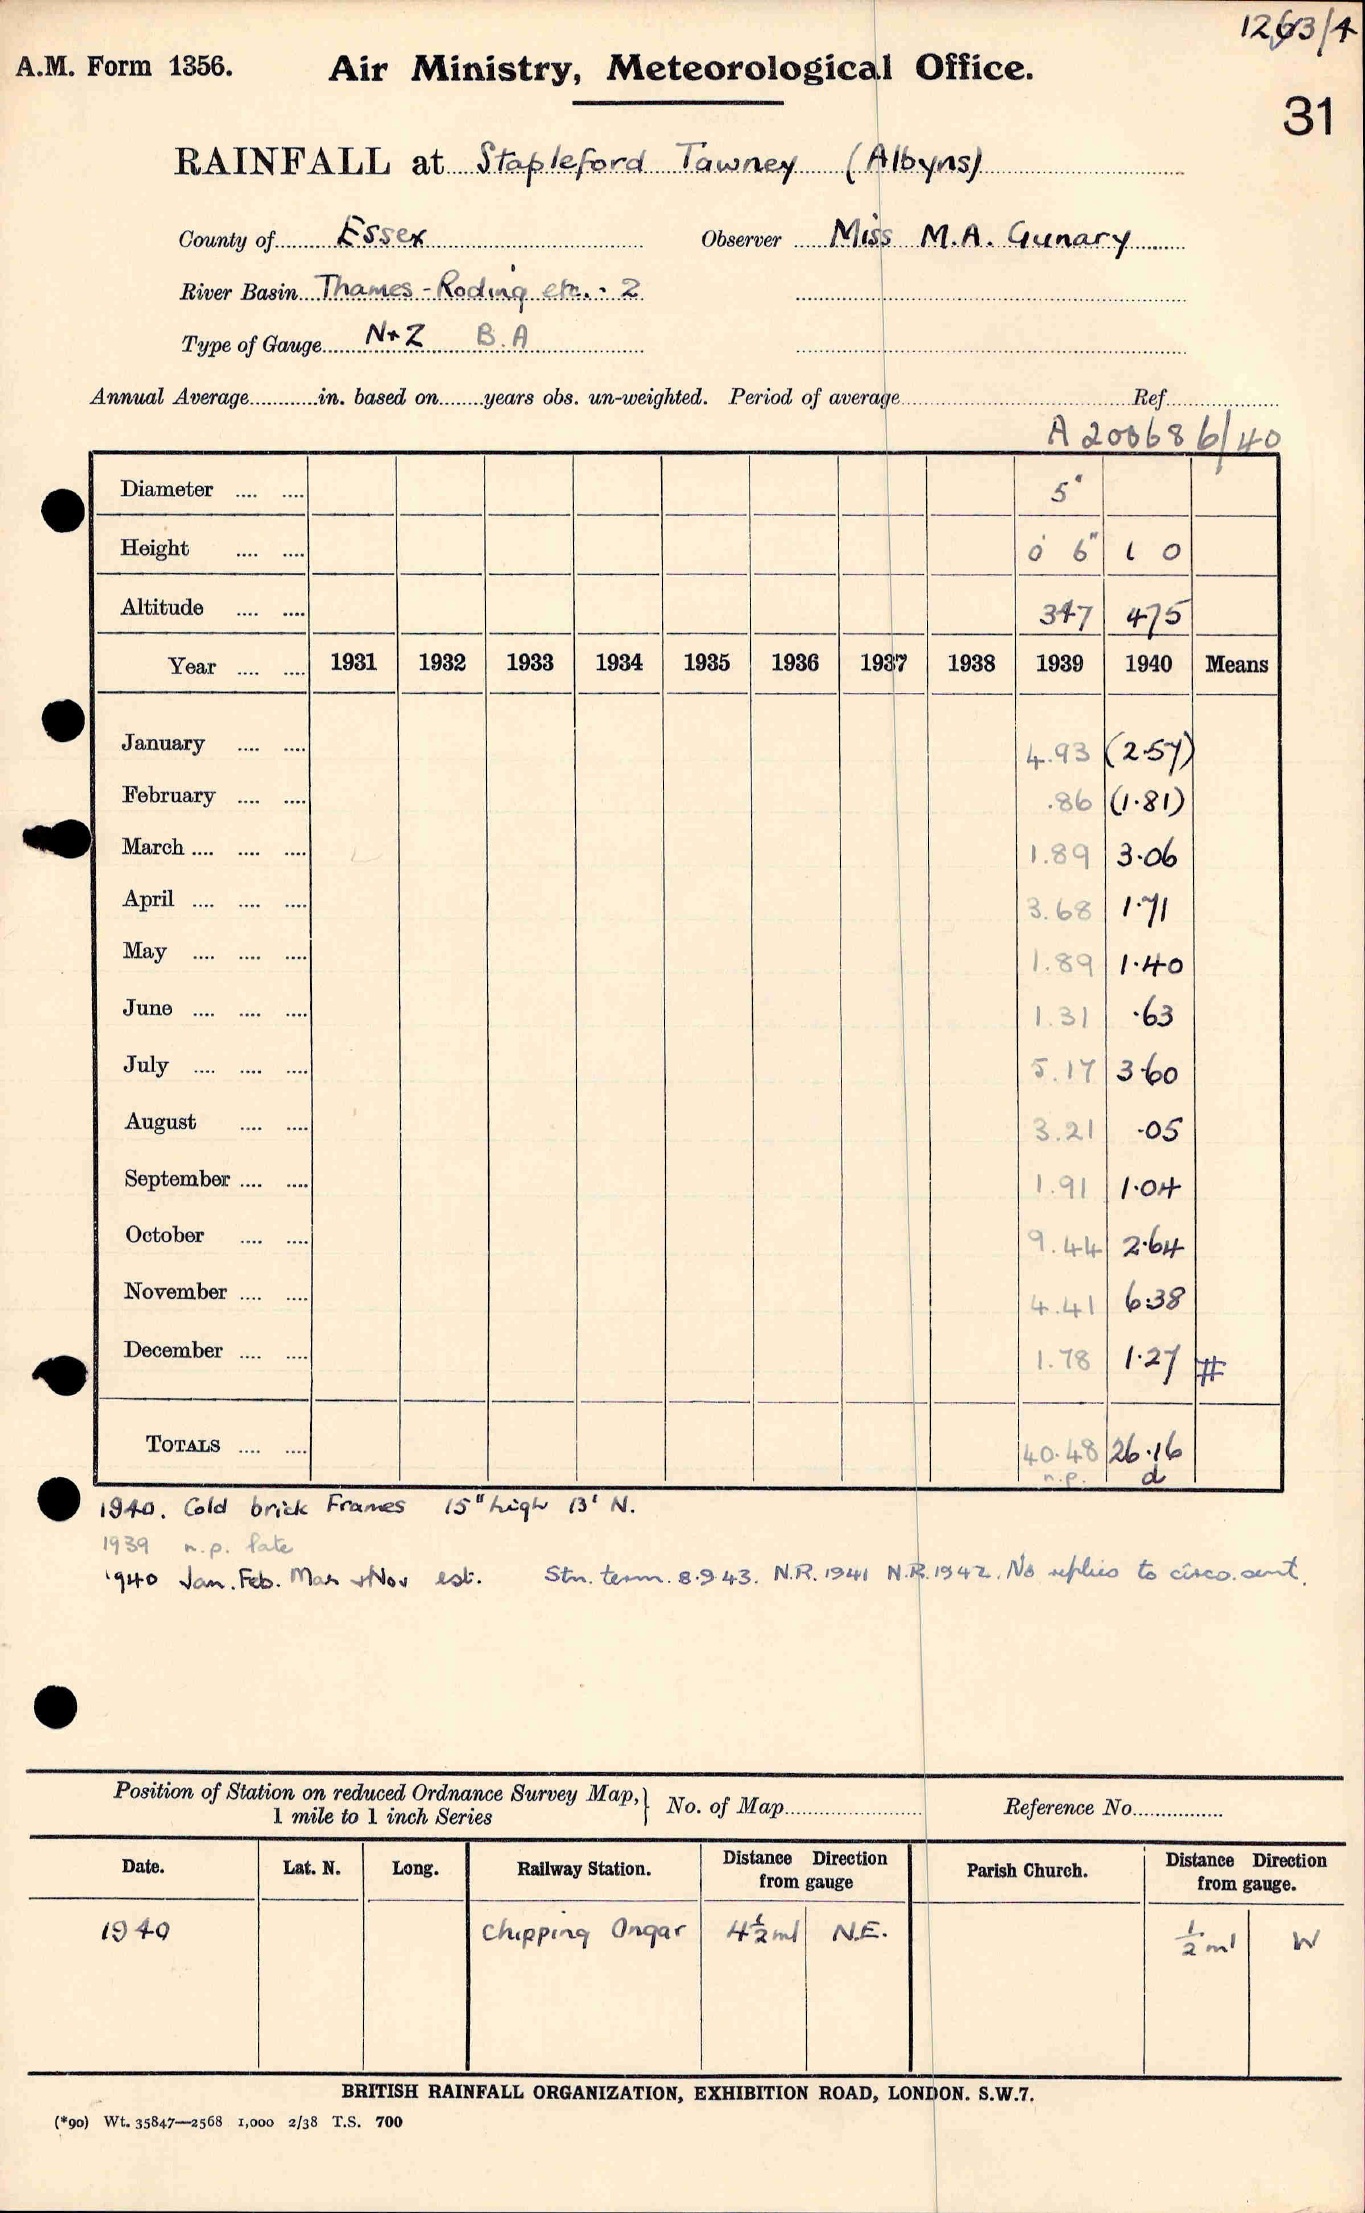 1263/4
A.M. Form 1356. Air Ministry, Meteorological Office.
31
RAINFALL at Stapleford Tawney (Albyns)
County of Essex Observer Miss M.A. Gunary
River Basin Thames - Roding etc. - 2
Type of Gauge N+Z B.A
Annual Average in. based on years obs. un-weighted. Period of average Ref
A 200686/40
Diameter 5"
Height 0' 6" 1 0
Altitude 347 475
Year 1931 1932 1933 1934 1935 1936 1937 1938 1939 1940 Means
January 4.93 (2.57)
February .86 (1.81)
March 1.89 3.06
April 3.68 1.71
May 1.89 1.40
June 1.31 .63
July 5.17 3.60
August 3.21 .05
September 1.91 1.04
October 9.44 2.64
November 4.41 6.38
December 1.78 1.27 #
TOTALS 40.48 26.16
n.p. d
1940. Cold brick Frames 15" high 13' N.
1939 n.p. late
1940 Jan. Feb. Mar + Nov est. Stn. term. 8.9.43. N.R. 1941 N.R. 1942. No replies to circs. sent.
Position of Station on reduced Ordnance Survey Map, } No. of Map Reference No.
1 mile to 1 inch Series
Date. Lat. N. Long. Railway Station. Distance Direction from gauge Parish Church. Distance Direction from gauge.
1940 Chipping Ongar 4½ ml N.E. ½ ml W
BRITISH RAINFALL ORGANIZATION, EXHIBITION ROAD, LONDON. S.W.7.
(*90) Wt. 35847—2568 1,000 2/38 T.S. 700